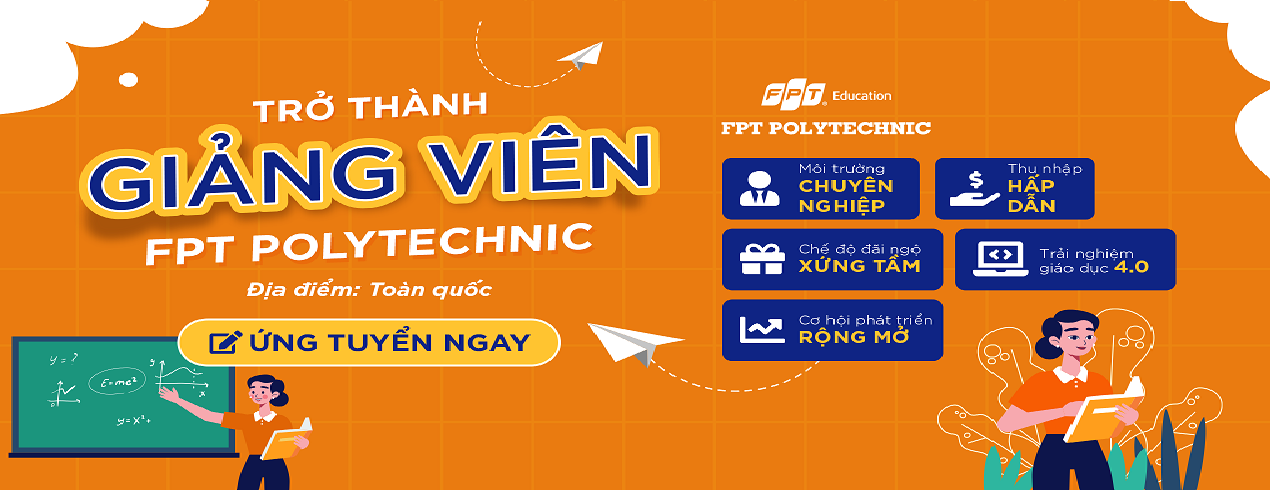 TRỞ THÀNH
GIẢNG VIÊN
FPT POLYTECHNIC
Địa điểm: Toàn quốc
ỨNG TUYỂN NGAY
y = ?
E=mc²
y
x
0
y=x²+
FPT Education
FPT POLYTECHNIC
Môi trường
CHUYÊN
NGHIỆP
Thu nhập
HẤP
DẪN
Chế độ đãi ngộ
XỨNG TẦM
Trải nghiệm
giáo dục 4.0
Cơ hội phát triển
RỘNG MỞ